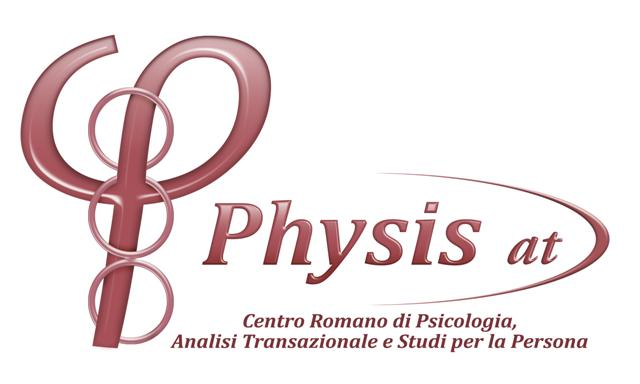 Physis at
Centro Romano di Psicologia,
Analisi Transazionale e Studi per la Persona